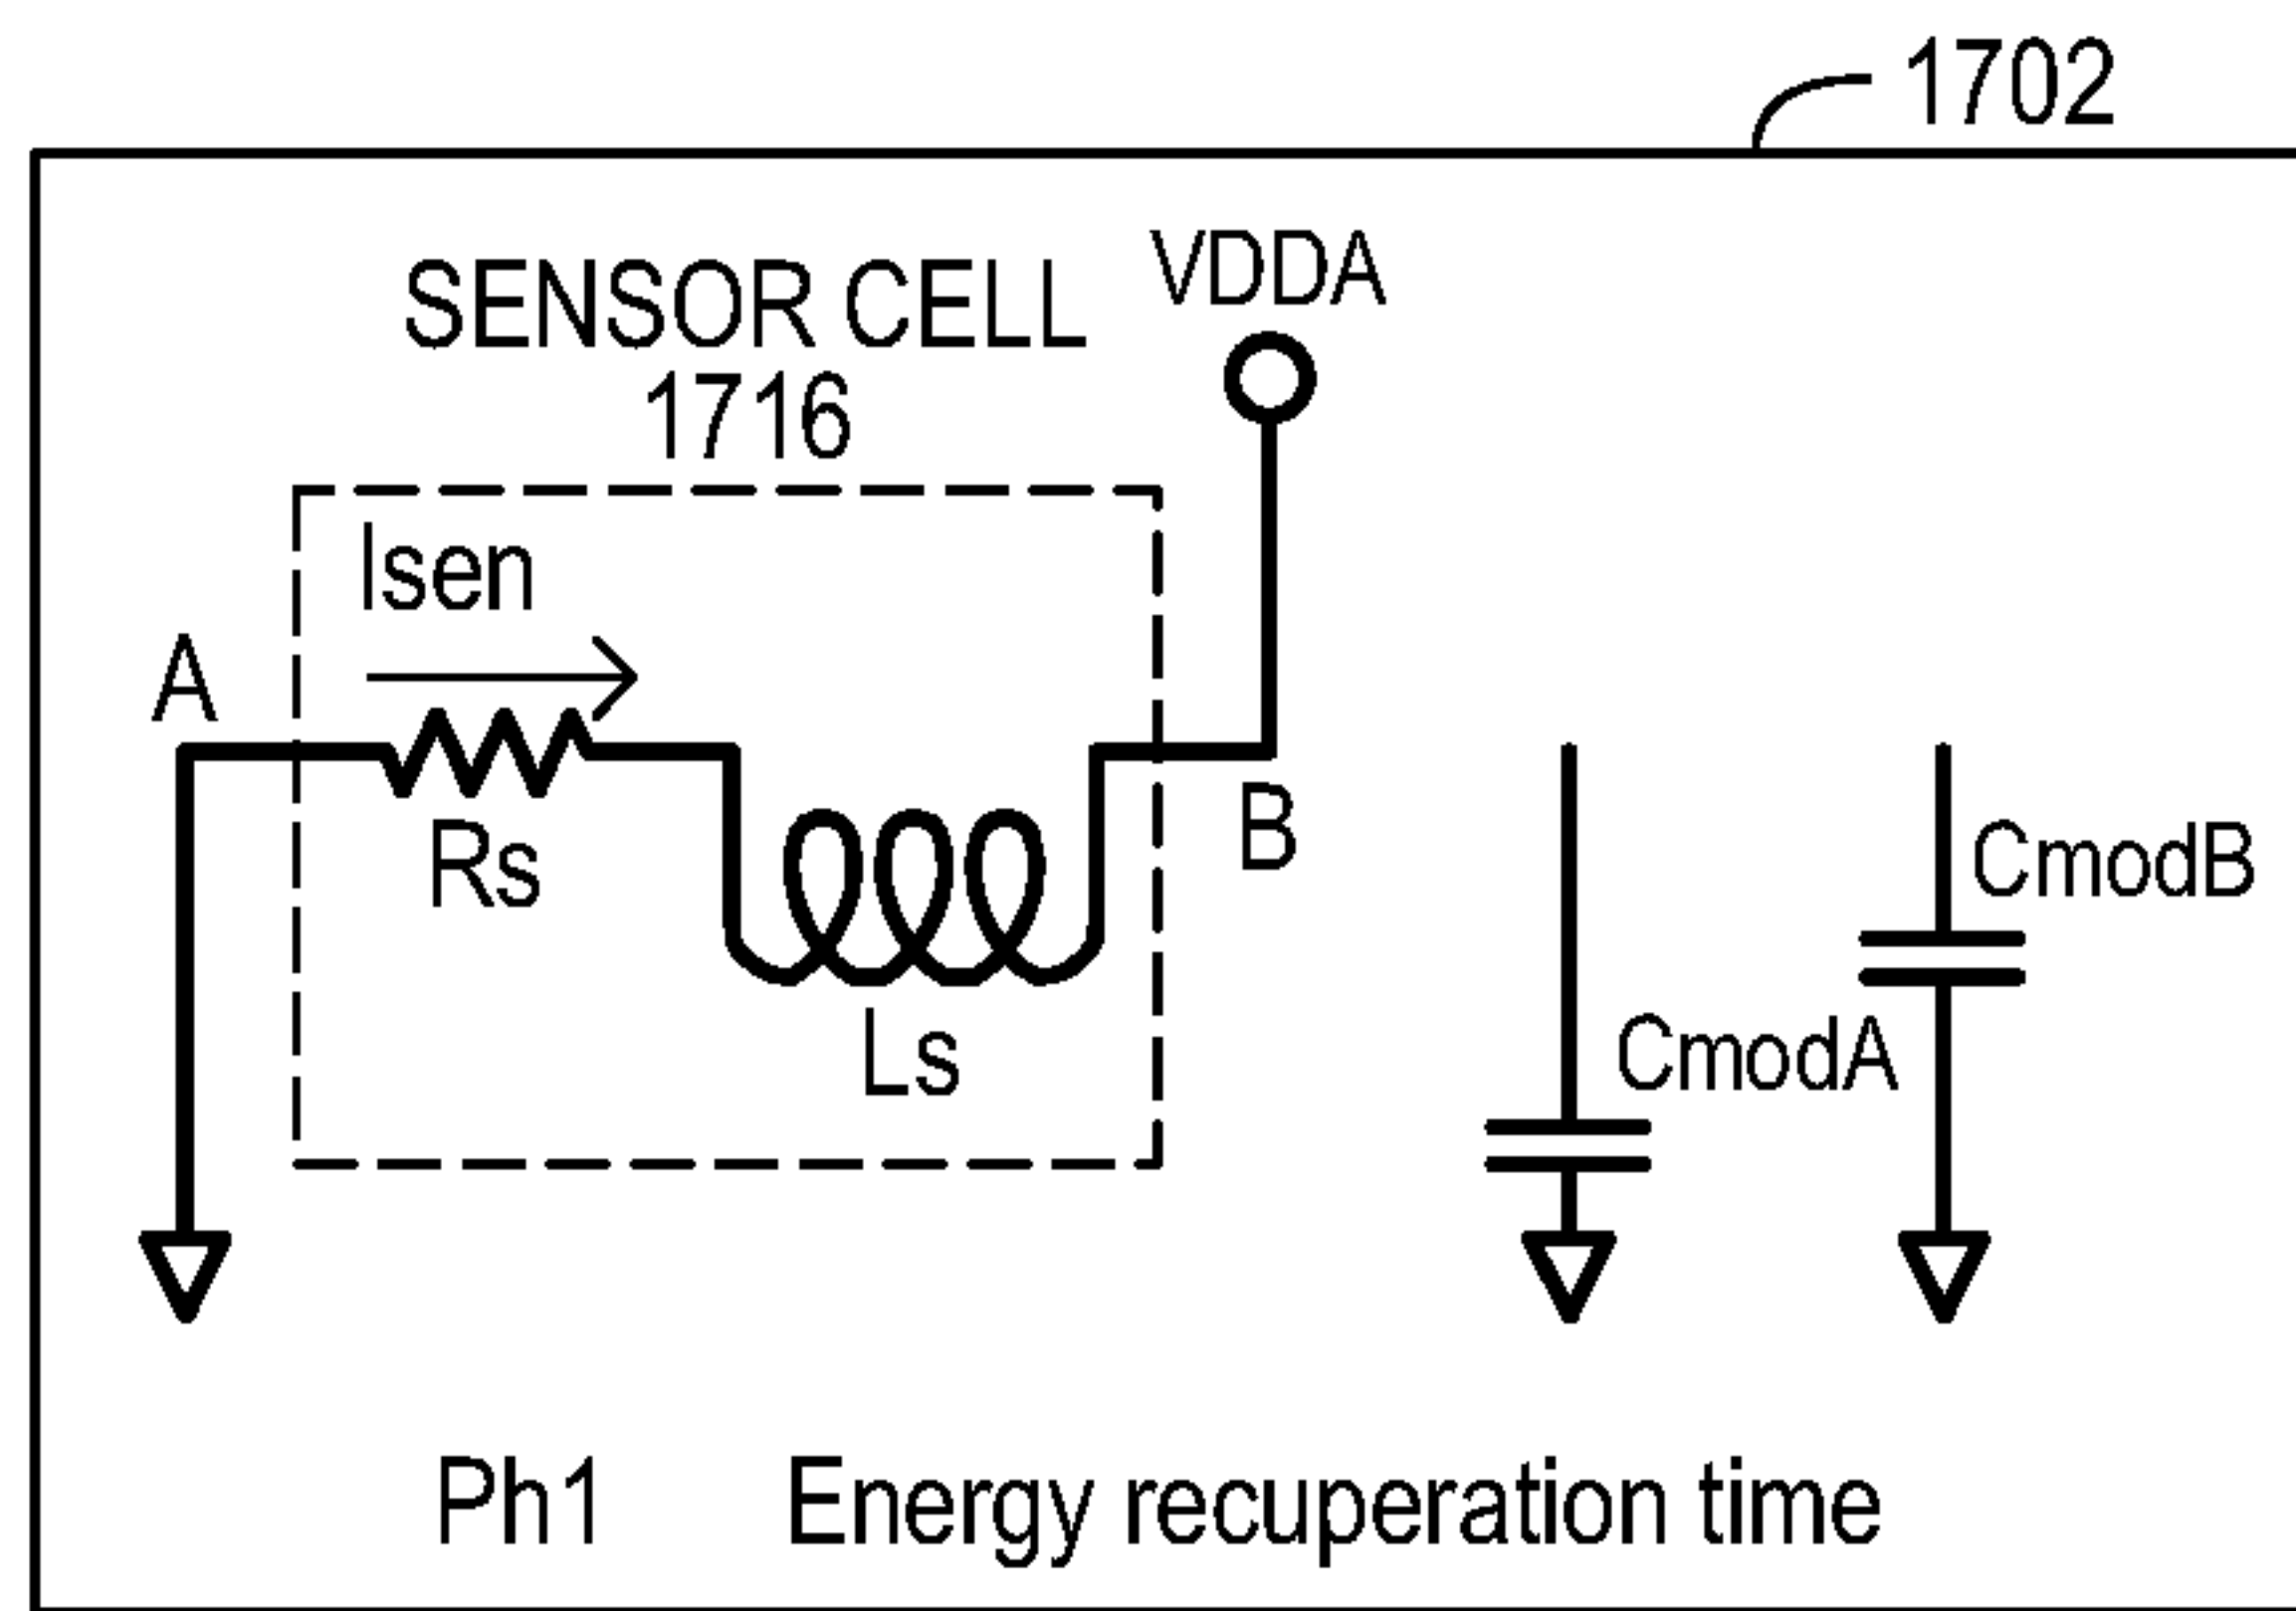 1702
SENSOR CELL
1716
VDDA
Isen
A
Rs
Ls
B
CmodA
CmodB
Ph1 Energy recuperation time